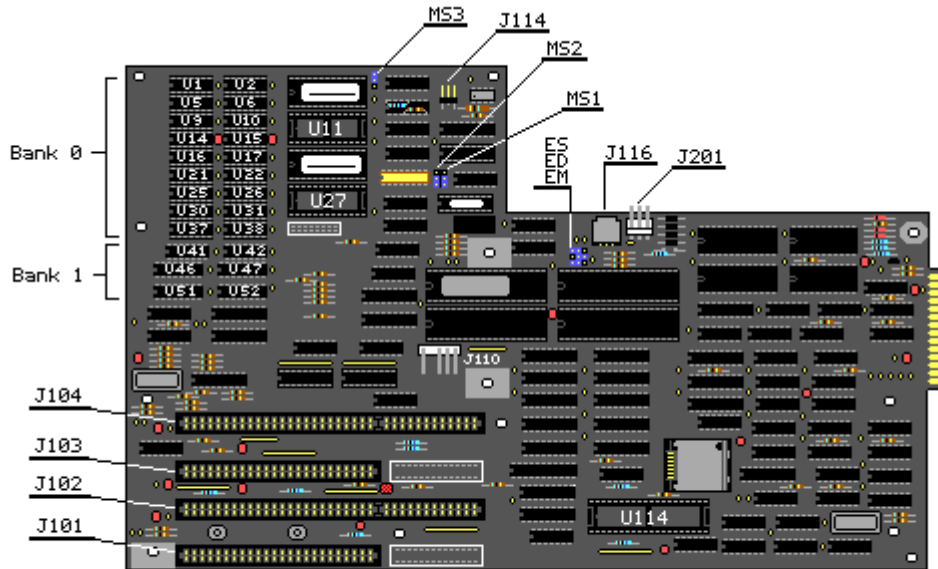 MS3
J114
MS2
MS1
ES
ED
EM
J116
J201
Bank 0
U1 U2
U5 U6
U9 U10
U11
U14 U15
U16 U17
U21 U22
U25 U26
U27
U30 U31
U37 U38
Bank 1
U41 U42
U46 U47
U51 U52
J110
J104
J103
J102
J101
U114